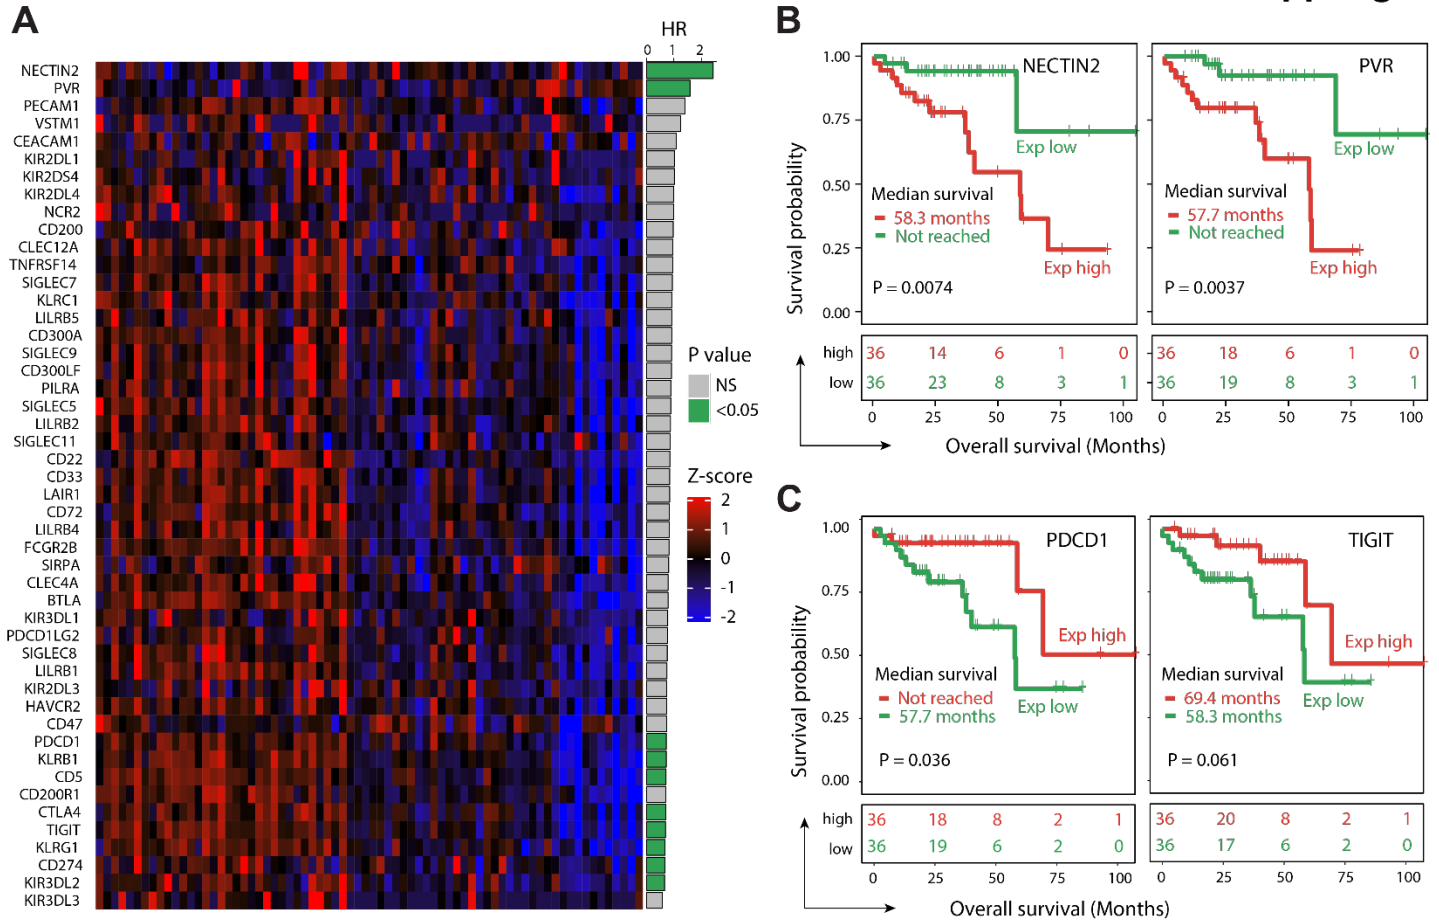 A
HR
0 1 2
NECTIN2
PVR
PECAM1
VSTM1
CEACAM1
KIR2DL1
KIR2DS4
KIR2DL4
NCR2
CD200
CLEC12A
TNFRSF14
SIGLEC7
KLRC1
LILRB5
CD300A
SIGLEC9
CD300LF
PILRA
SIGLEC5
LILRB2
SIGLEC11
CD22
CD33
LAIR1
CD72
LILRB4
FCGR2B
SIRPA
CLEC4A
BTLA
KIR3DL1
PDCD1LG2
SIGLEC8
LILRB1
KIR2DL3
HAVCR2
CD47
PDCD1
KLRB1
CD5
CD200R1
CTLA4
TIGIT
KLRG1
CD274
KIR3DL2
KIR3DL3
P value
NS
<0.05
Z-score
2
1
0
-1
-2
B
Survival probability
1.00
0.75
0.50
0.25
0.00
NECTIN2
Exp low
Median survival
58.3 months
Not reached
Exp high
P = 0.0074
PVR
Exp low
Median survival
57.7 months
Not reached
Exp high
P = 0.0037
high 36 14 6 1 0
low 36 23 8 3 1
0 25 50 75 100
36 18 6 1 0
36 19 8 3 1
0 25 50 75 100
Overall survival (Months)
C
Survival probability
1.00
0.75
0.50
0.25
0.00
PDCD1
Exp high
Median survival
Not reached
57.7 months
Exp low
P = 0.036
TIGIT
Exp high
Median survival
69.4 months
58.3 months
Exp low
P = 0.061
high 36 18 8 2 1
low 36 19 6 2 0
0 25 50 75 100
36 20 8 2 1
36 17 6 2 0
0 25 50 75 100
Overall survival (Months)